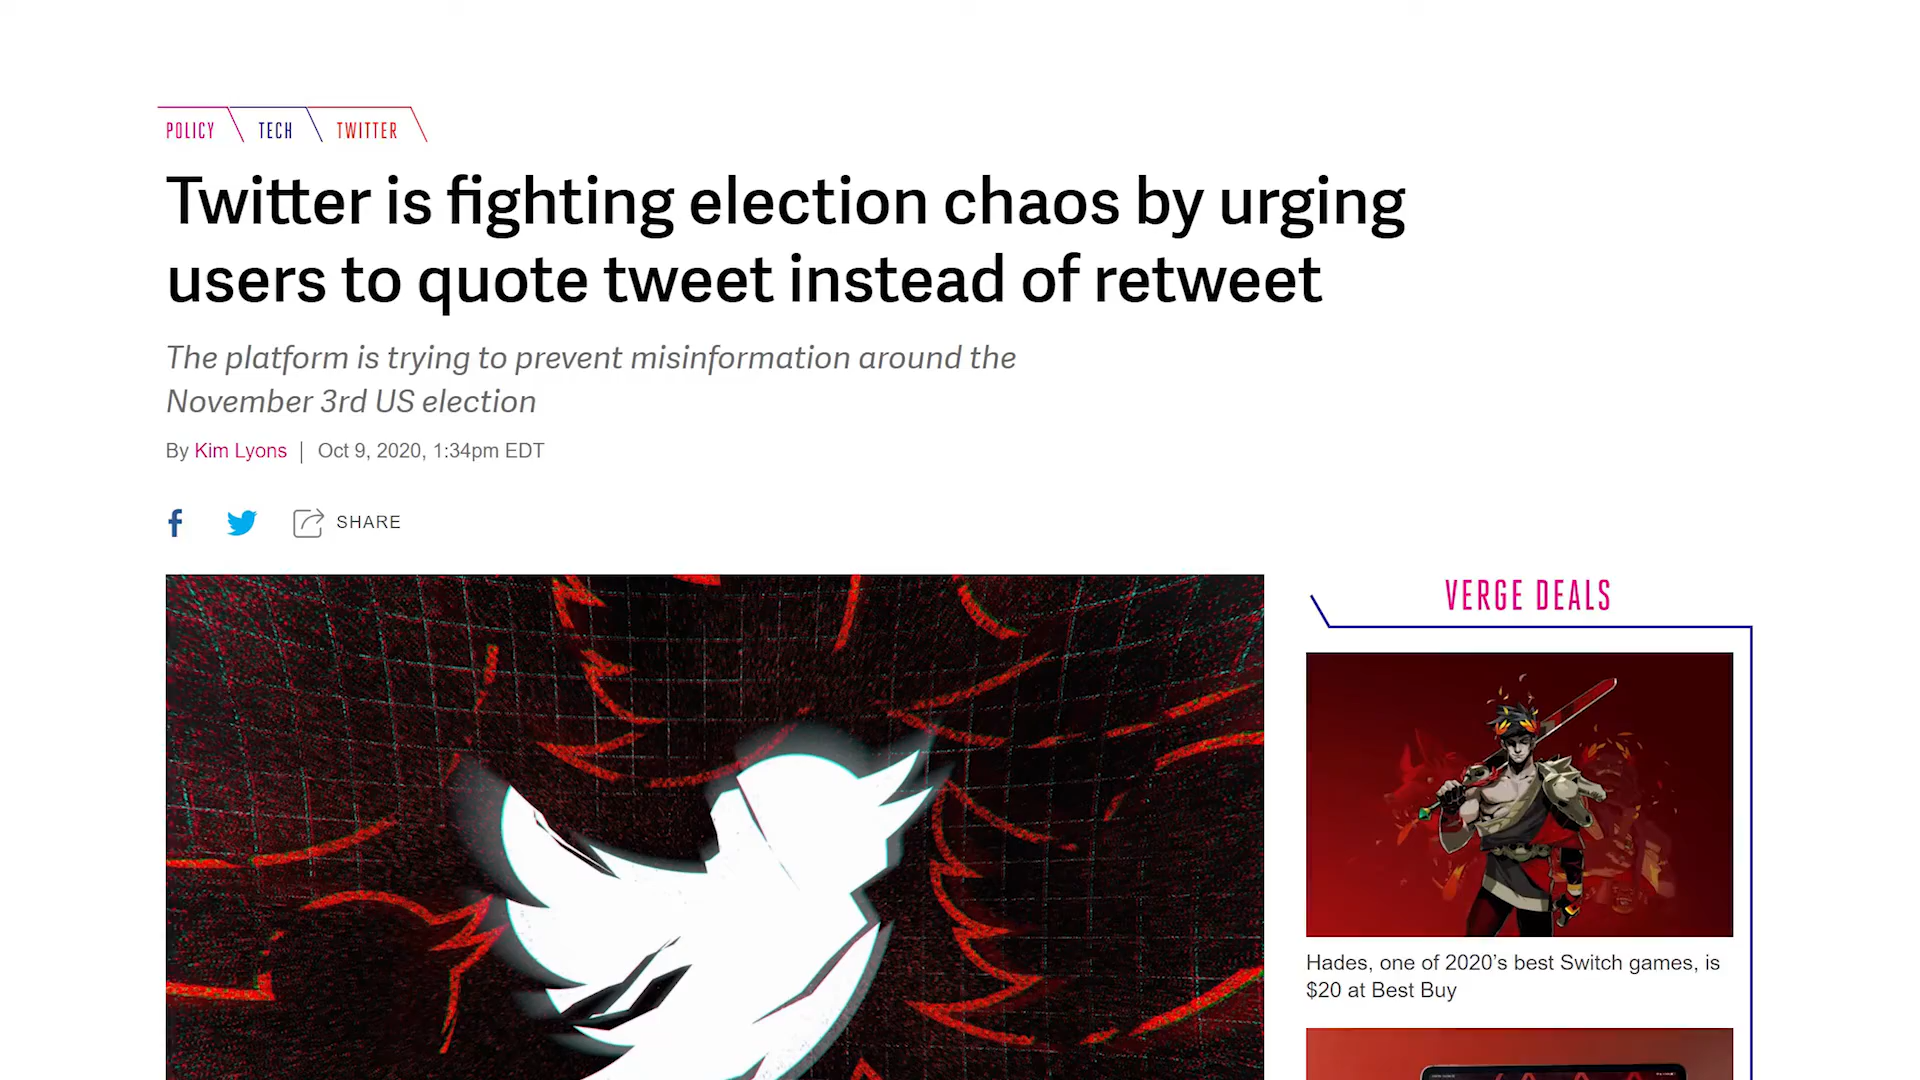 POLICY TECH TWITTER
Twitter is fighting election chaos by urging
users to quote tweet instead of retweet
The platform is trying to prevent misinformation around the
November 3rd US election
By Kim Lyons | Oct 9, 2020, 1:34pm EDT
SHARE
VERGE DEALS
Hades, one of 2020’s best Switch games, is
$20 at Best Buy